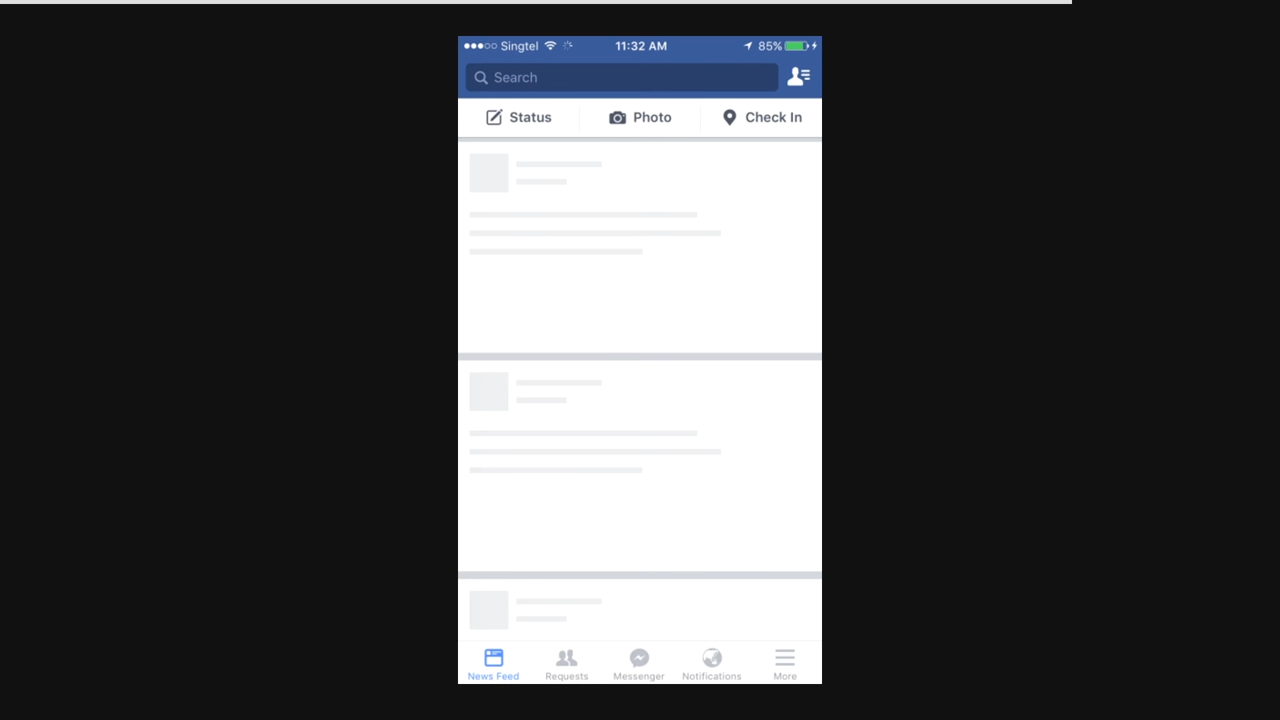 Singtel 11:32 AM 85%
Search
Status Photo Check In
News Feed Requests Messenger Notifications More